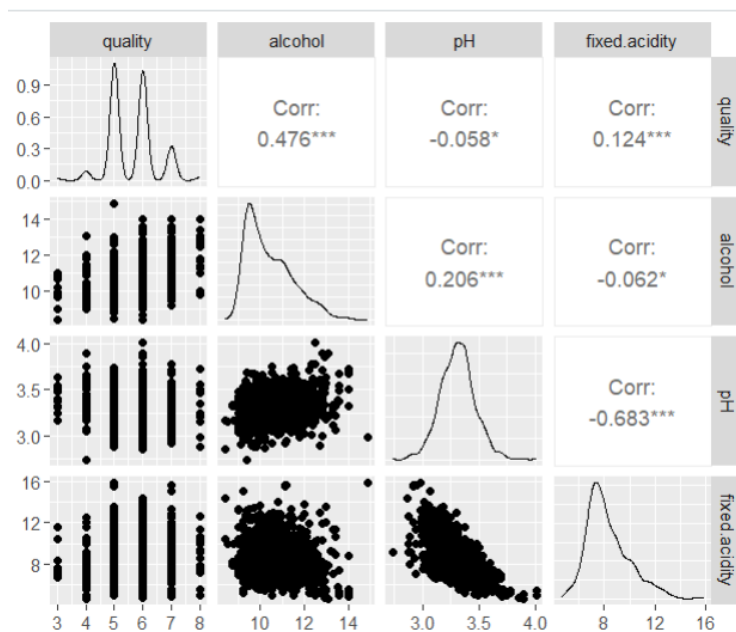 quality alcohol pH fixed.acidity
0.9
0.6
0.3
0.0
Corr:
0.476***
Corr:
-0.058*
Corr:
0.124***
quality
14
12
10
Corr:
0.206***
Corr:
-0.062*
alcohol
4.0
3.5
3.0
Corr:
-0.683***
pH
16
12
8
fixed.acidity
3 4 5 6 7 8 10 12 14 3.0 3.5 4.0 8 12 16